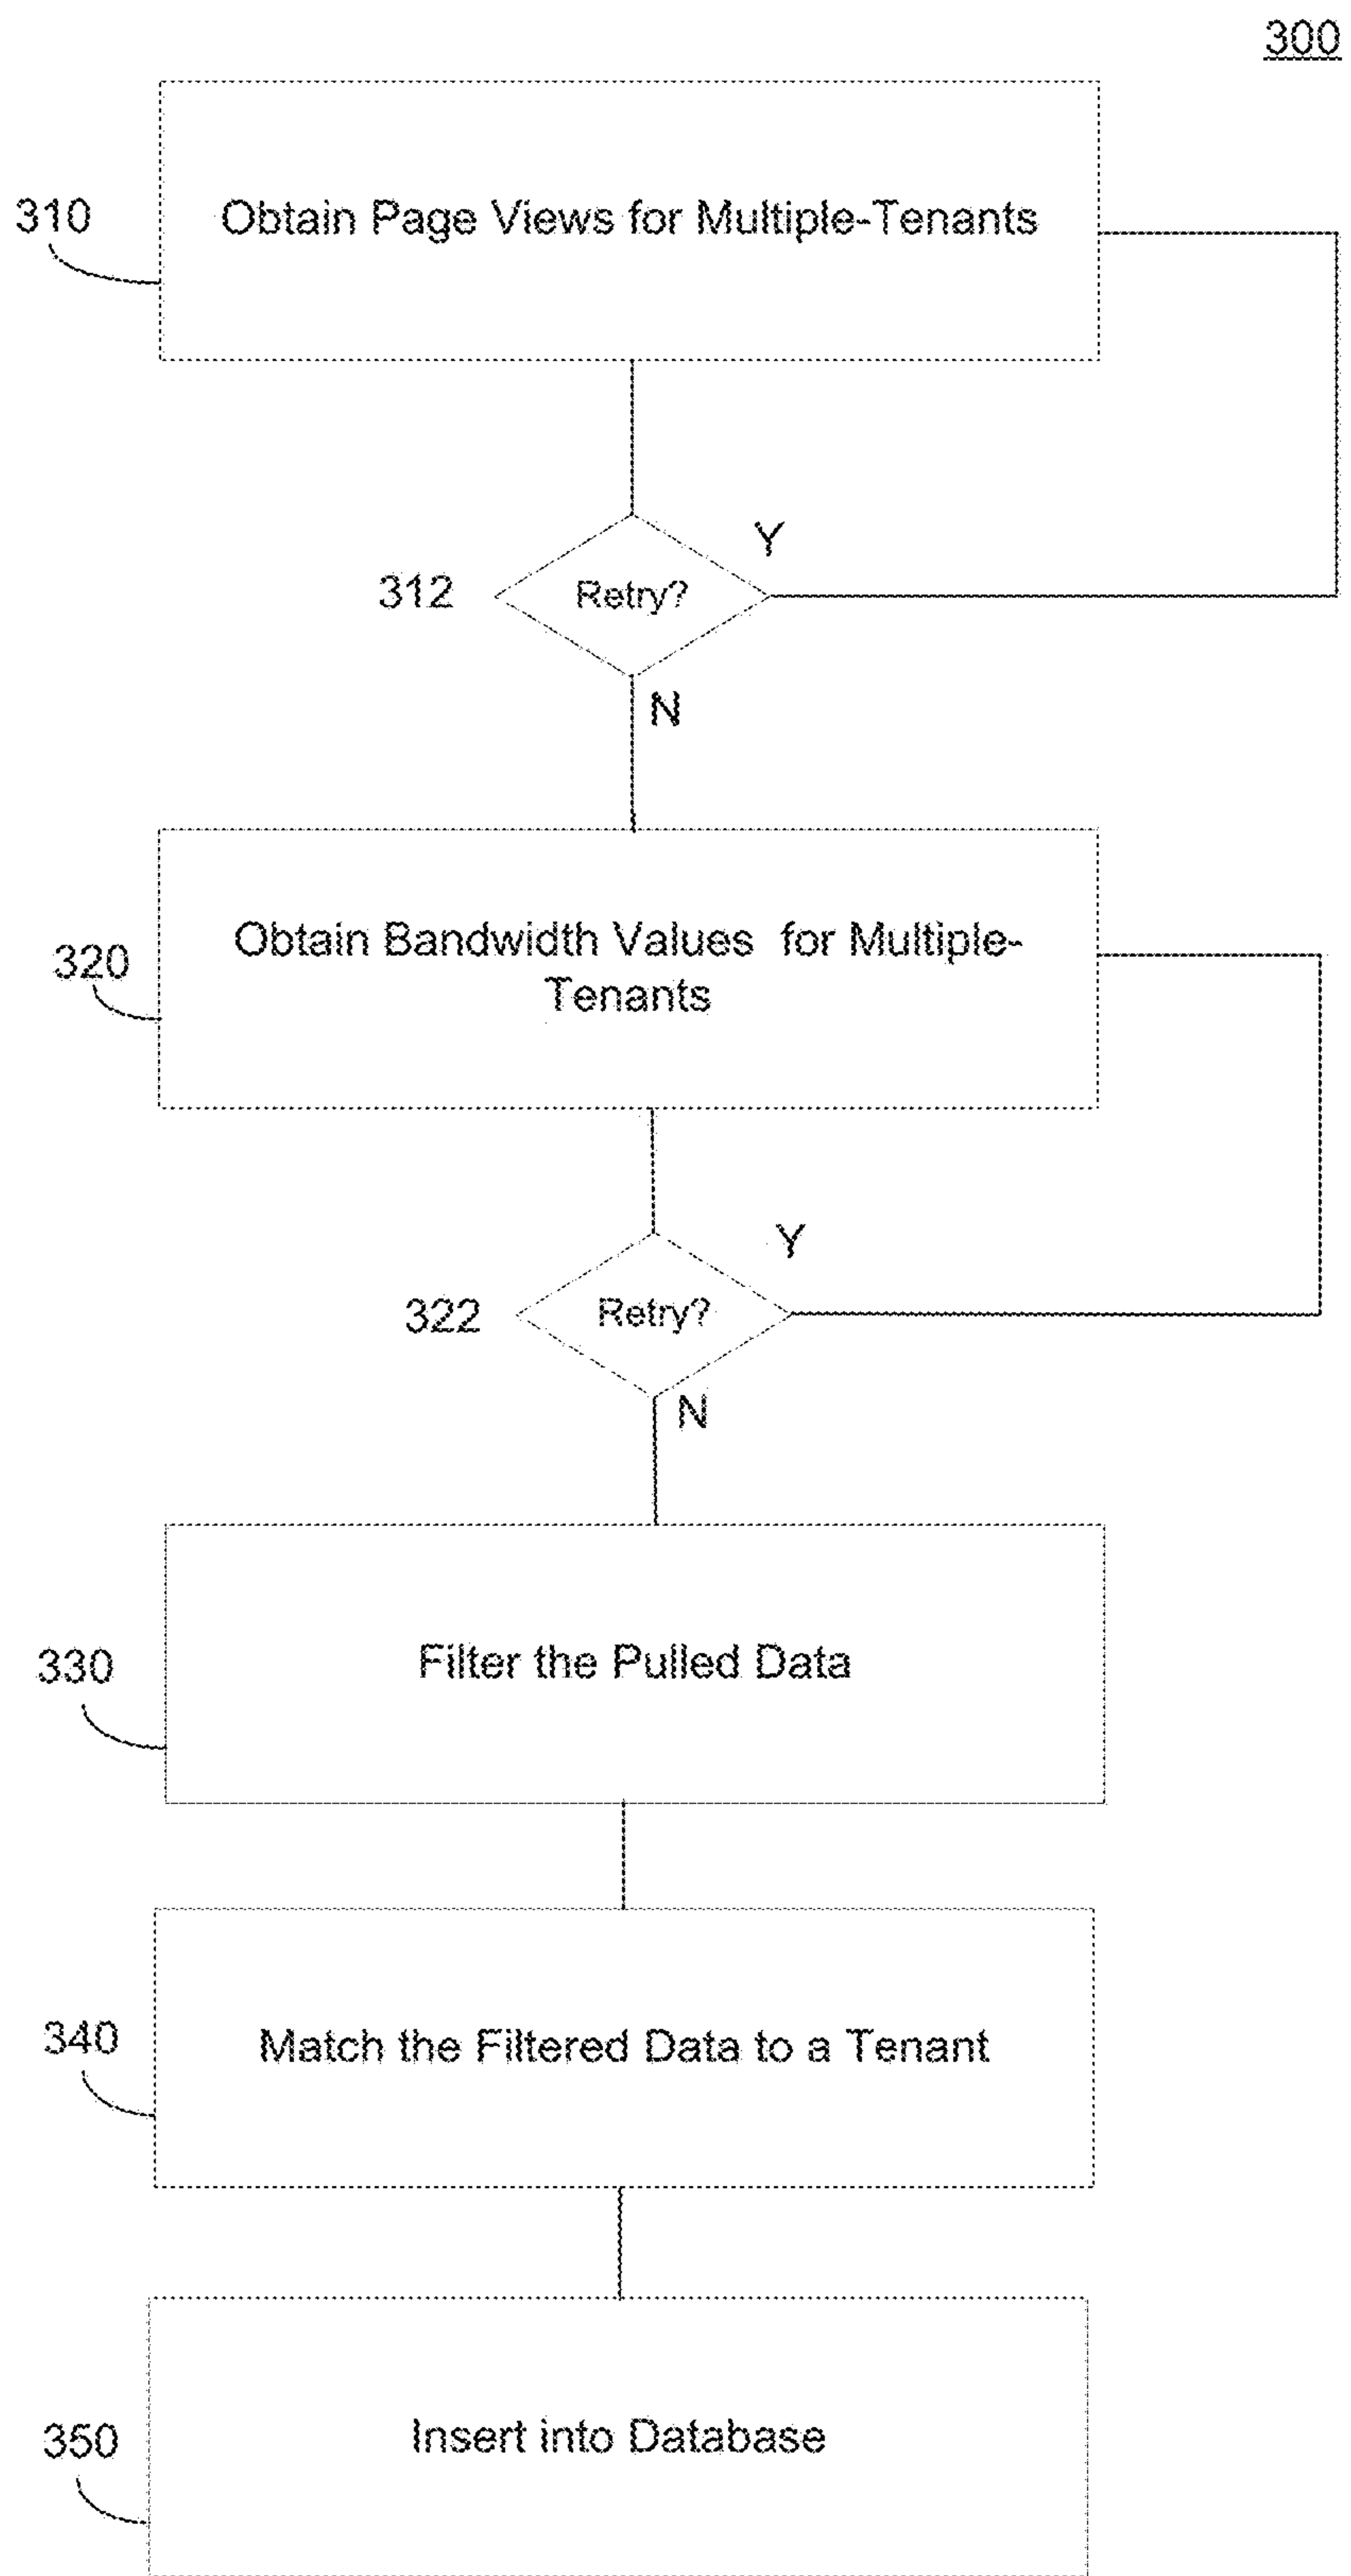 300
310
Obtain Page Views for Multiple-Tenants
Y
312
Retry?
N
320
Obtain Bandwidth Values for Multiple-
Tenants
Y
322
Retry?
N
330
Filter the Pulled Data
340
Match the Filtered Data to a Tenant
350
Insert into Database